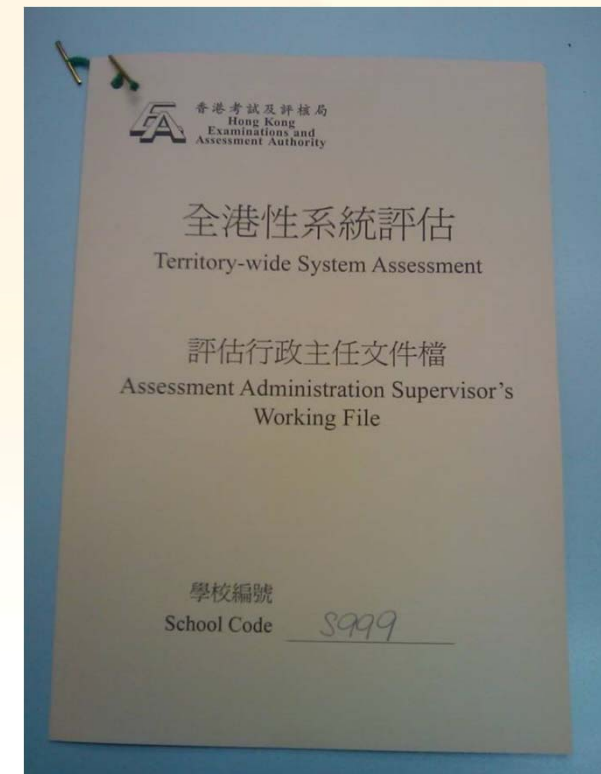 香港考試及評核局
Hong Kong
Examinations and
Assessment Authority
全港性系統評估
Territory-wide System Assessment
評估行政主任文件檔
Assessment Administration Supervisor's
Working File
學校編號
School Code S999